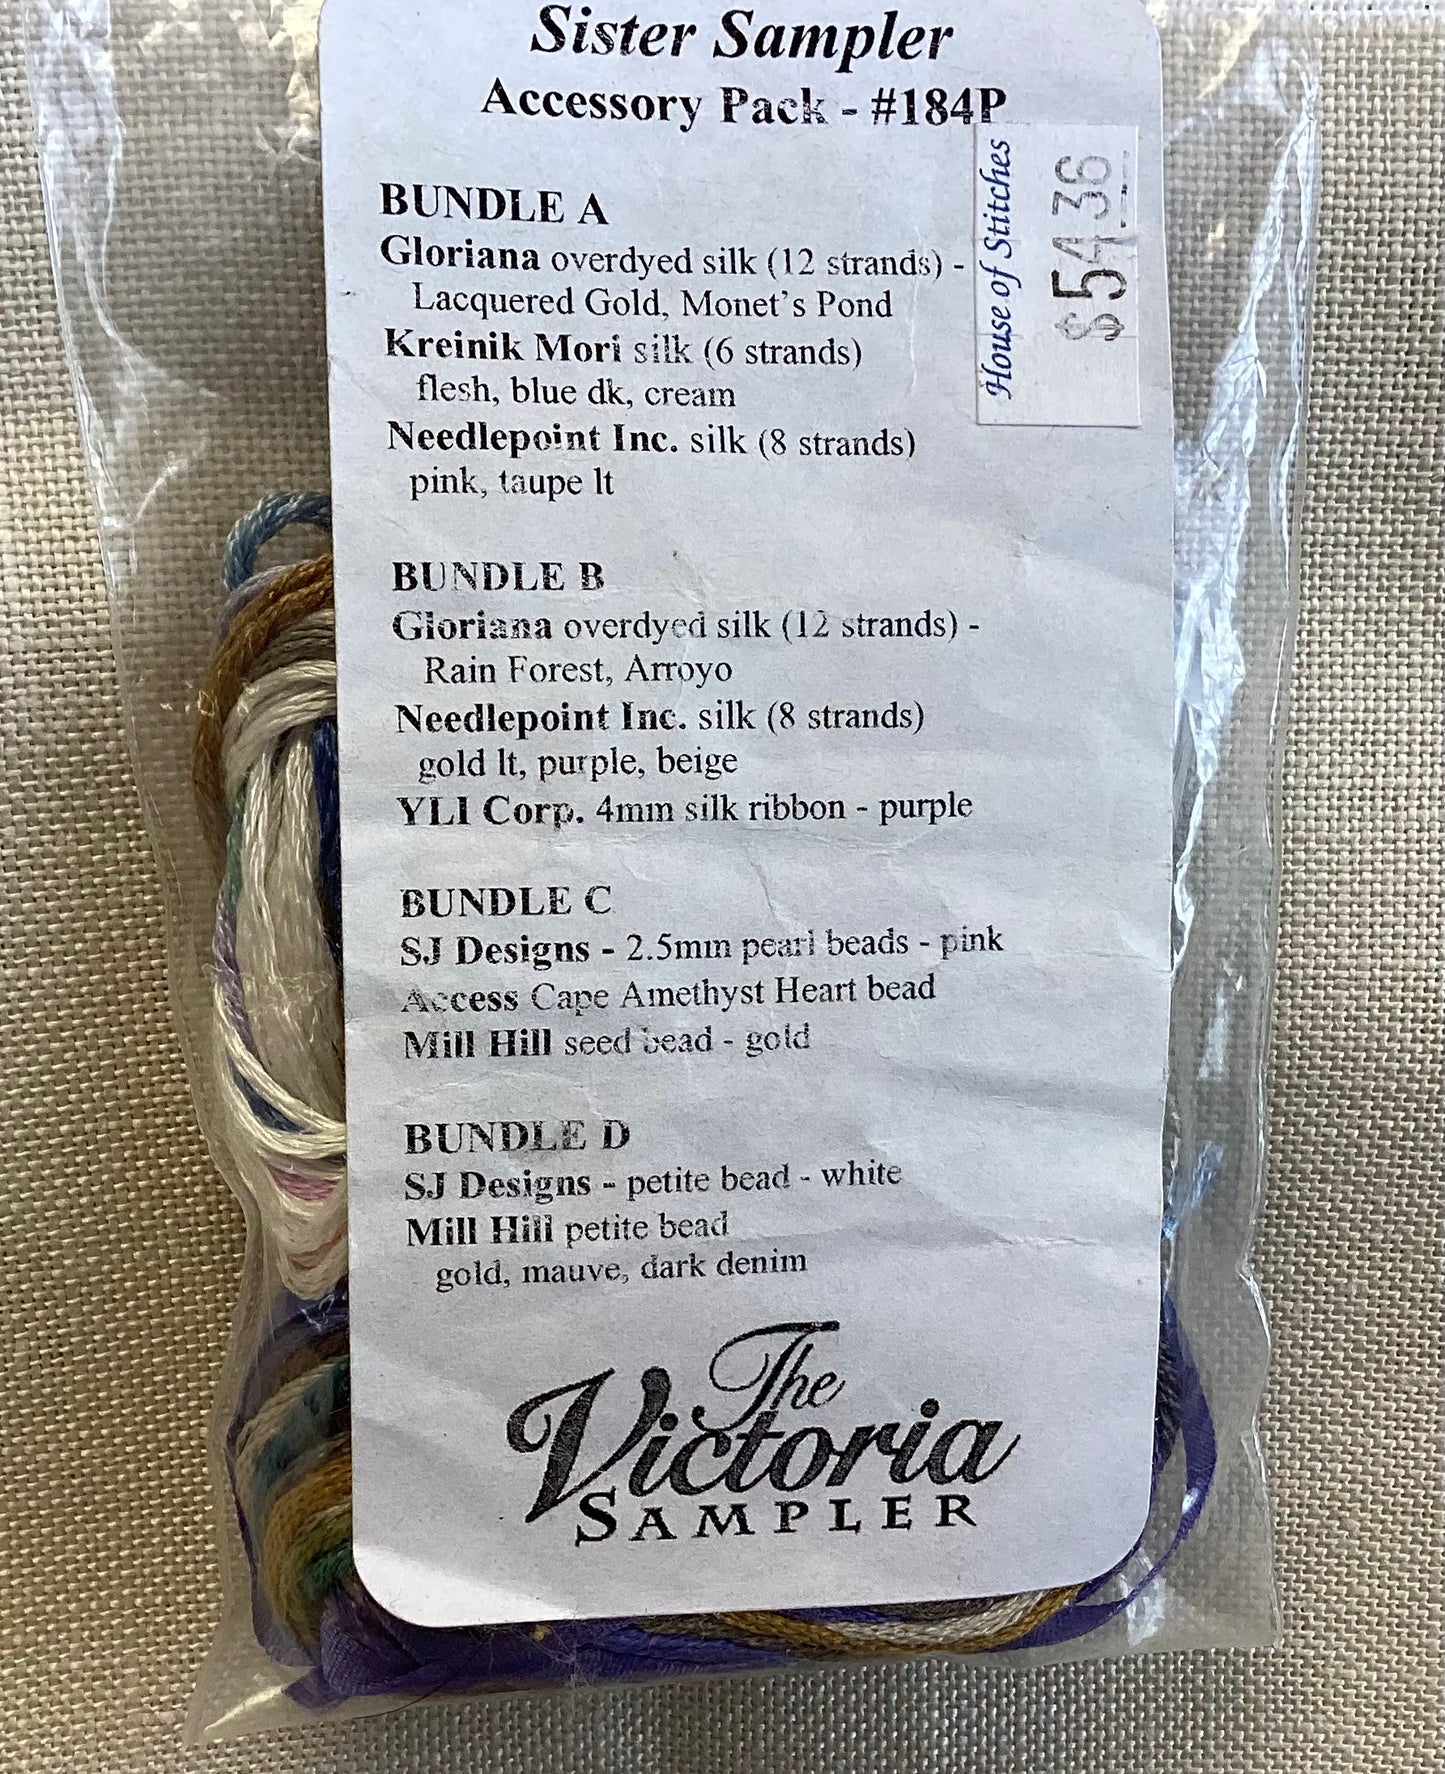 Sister Sampler
Accessory Pack - #184P
House of Stitches
$54.36
BUNDLE A
Gloriana overdyed silk (12 strands) -
Lacquered Gold, Monet's Pond
Kreinik Mori silk (6 strands)
flesh, blue dk, cream
Needlepoint Inc. silk (8 strands)
pink, taupe lt
BUNDLE B
Gloriana overdyed silk (12 strands) -
Rain Forest, Arroyo
Needlepoint Inc. silk (8 strands)
gold lt, purple, beige
YLI Corp. 4mm silk ribbon - purple
BUNDLE C
SJ Designs - 2.5mm pearl beads - pink
Access Cape Amethyst Heart bead
Mill Hill seed bead - gold
BUNDLE D
SJ Designs - petite bead - white
Mill Hill petite bead
gold, mauve, dark denim
The
Victoria
SAMPLER